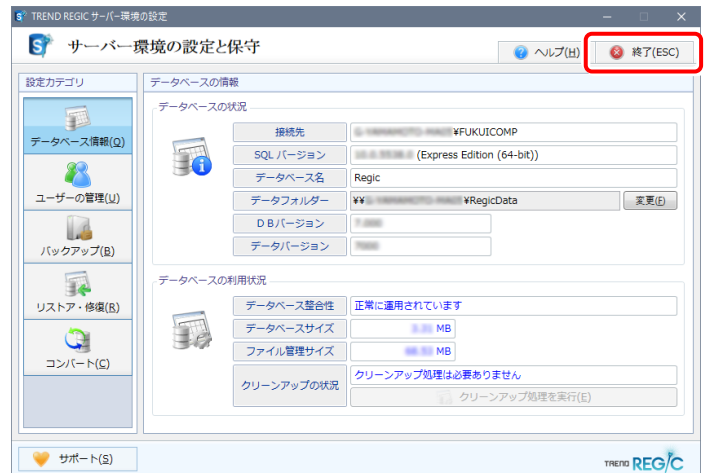 TREND REGIC サーバー環境の設定
サーバー環境の設定と保守
ヘルプ(H)
終了(ESC)
設定カテゴリ
データベース情報(D)
ユーザーの管理(U)
バックアップ(B)
リストア・修復(R)
コンバート(C)
データベースの情報
データベースの状況
接続先 ¥FUKUICOMP
SQL バージョン (Express Edition (64-bit))
データベース名 Regic
データフォルダー ¥¥ ¥RegicData 変更(F)
DBバージョン
データバージョン
データベースの利用状況
データベース整合性 正常に運用されています
データベースサイズ MB
ファイル管理サイズ MB
クリーンアップの状況 クリーンアップ処理は必要ありません
クリーンアップ処理を実行(E)
サポート(S)
TREND REGIC